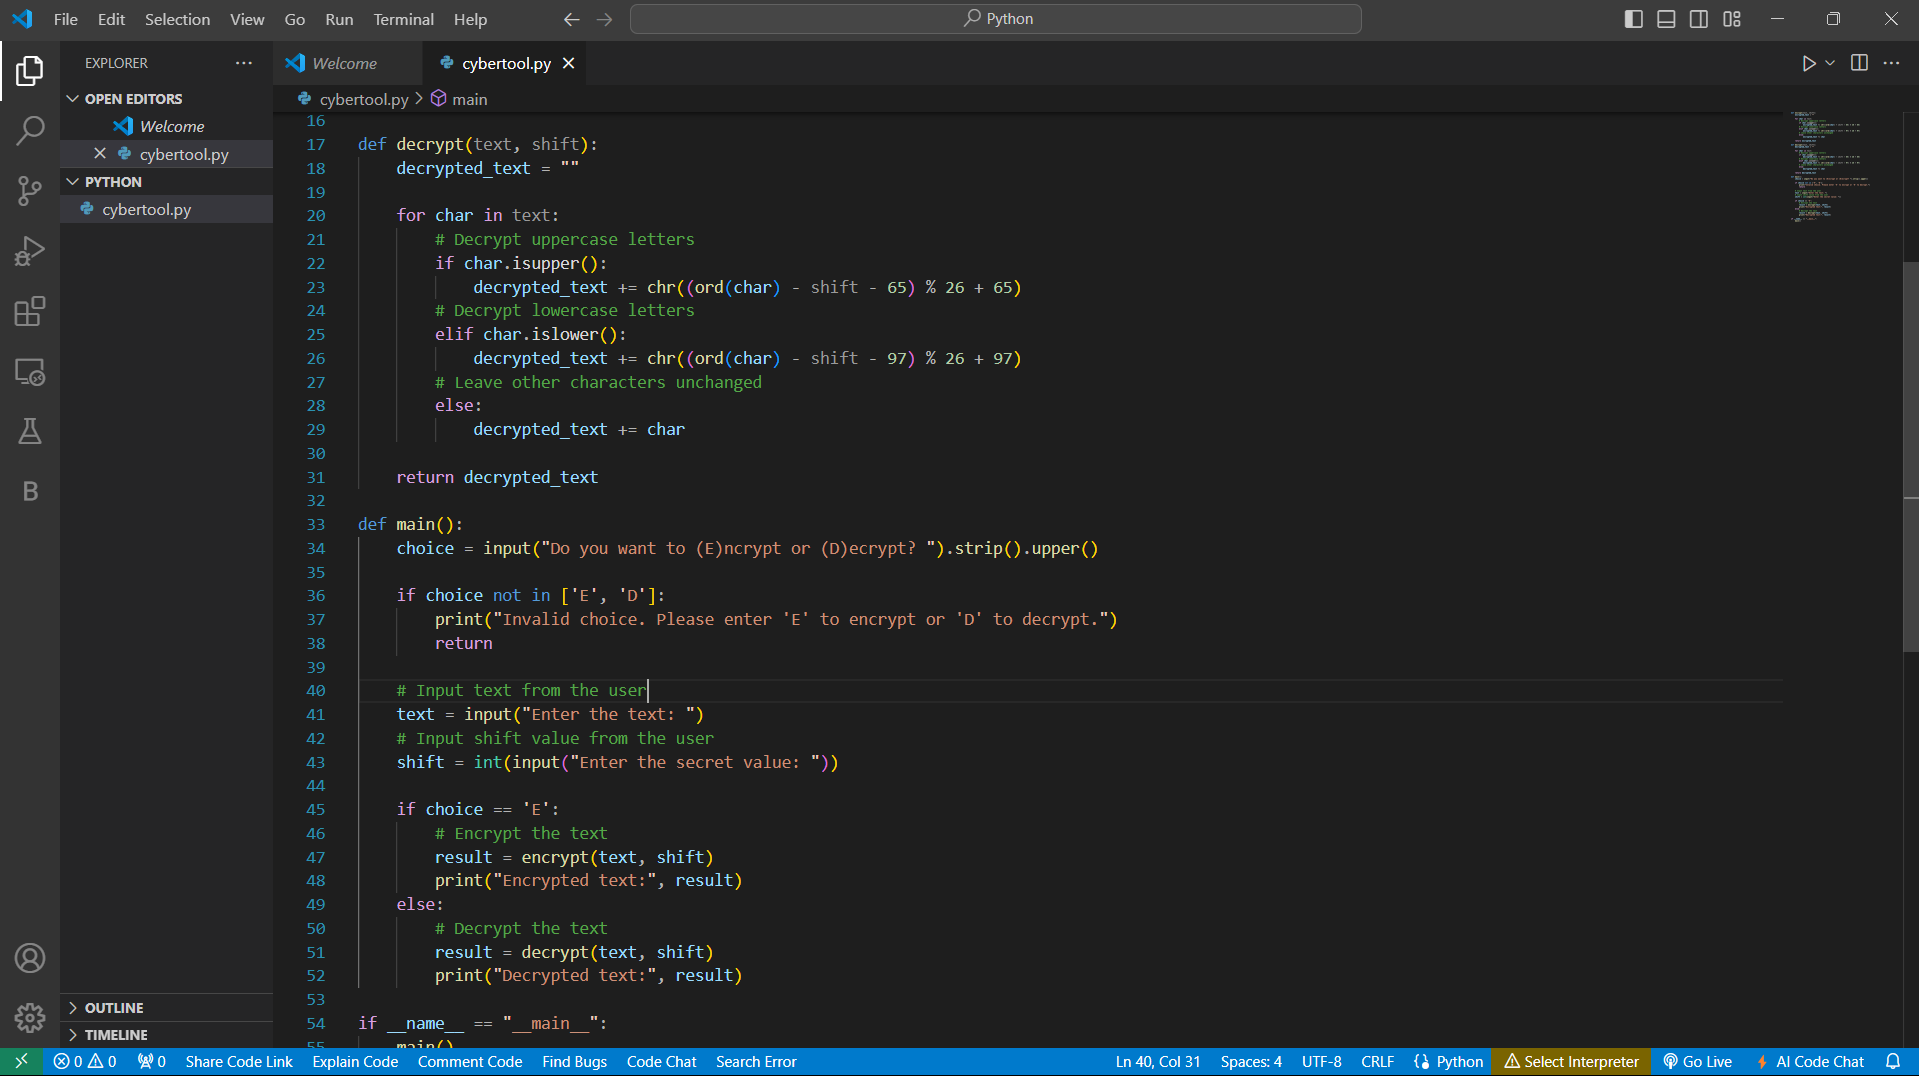 File Edit Selection View Go Run Terminal Help
Python
EXPLORER
Welcome
cybertool.py
OPEN EDITORS
Welcome
cybertool.py
PYTHON
cybertool.py
cybertool.py > main
16
17 def decrypt(text, shift):
18     decrypted_text = ""
19
20     for char in text:
21         # Decrypt uppercase letters
22         if char.isupper():
23             decrypted_text += chr((ord(char) - shift - 65) % 26 + 65)
24         # Decrypt lowercase letters
25         elif char.islower():
26             decrypted_text += chr((ord(char) - shift - 97) % 26 + 97)
27         # Leave other characters unchanged
28         else:
29             decrypted_text += char
30
31     return decrypted_text
32
33 def main():
34     choice = input("Do you want to (E)ncrypt or (D)ecrypt? ").strip().upper()
35
36     if choice not in ['E', 'D']:
37         print("Invalid choice. Please enter 'E' to encrypt or 'D' to decrypt.")
38         return
39
40     # Input text from the user
41     text = input("Enter the text: ")
42     # Input shift value from the user
43     shift = int(input("Enter the secret value: "))
44
45     if choice == 'E':
46         # Encrypt the text
47         result = encrypt(text, shift)
48         print("Encrypted text:", result)
49     else:
50         # Decrypt the text
51         result = decrypt(text, shift)
52         print("Decrypted text:", result)
53
54 if __name__ == "__main__":
55     main()
B
OUTLINE
TIMELINE
0 0 0 Share Code Link Explain Code Comment Code Find Bugs Code Chat Search Error Ln 40, Col 31 Spaces: 4 UTF-8 CRLF Python Select Interpreter Go Live AI Code Chat